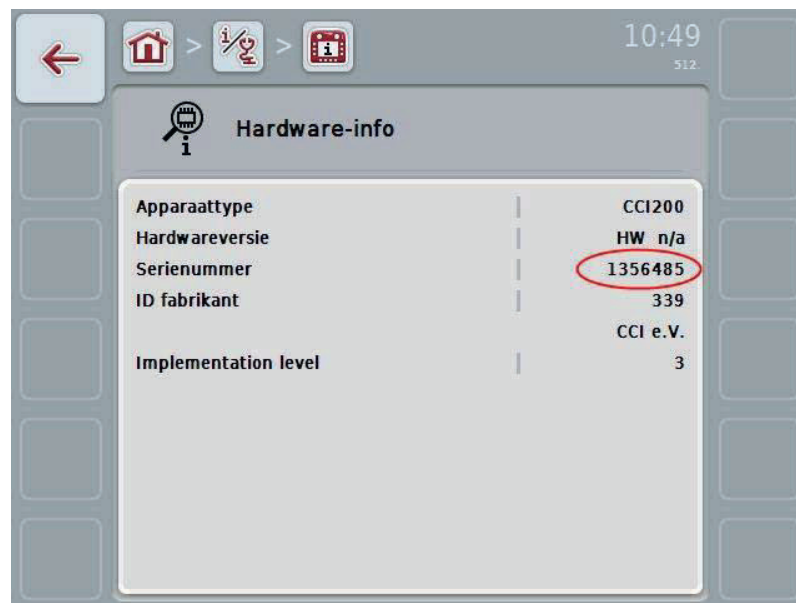 > >
10:49
512.
Hardware-info
Apparaattype | CCI200
Hardwareversie | HW n/a
Serienummer | 1356485
ID fabrikant | 339
CCI e.V.
Implementation level | 3